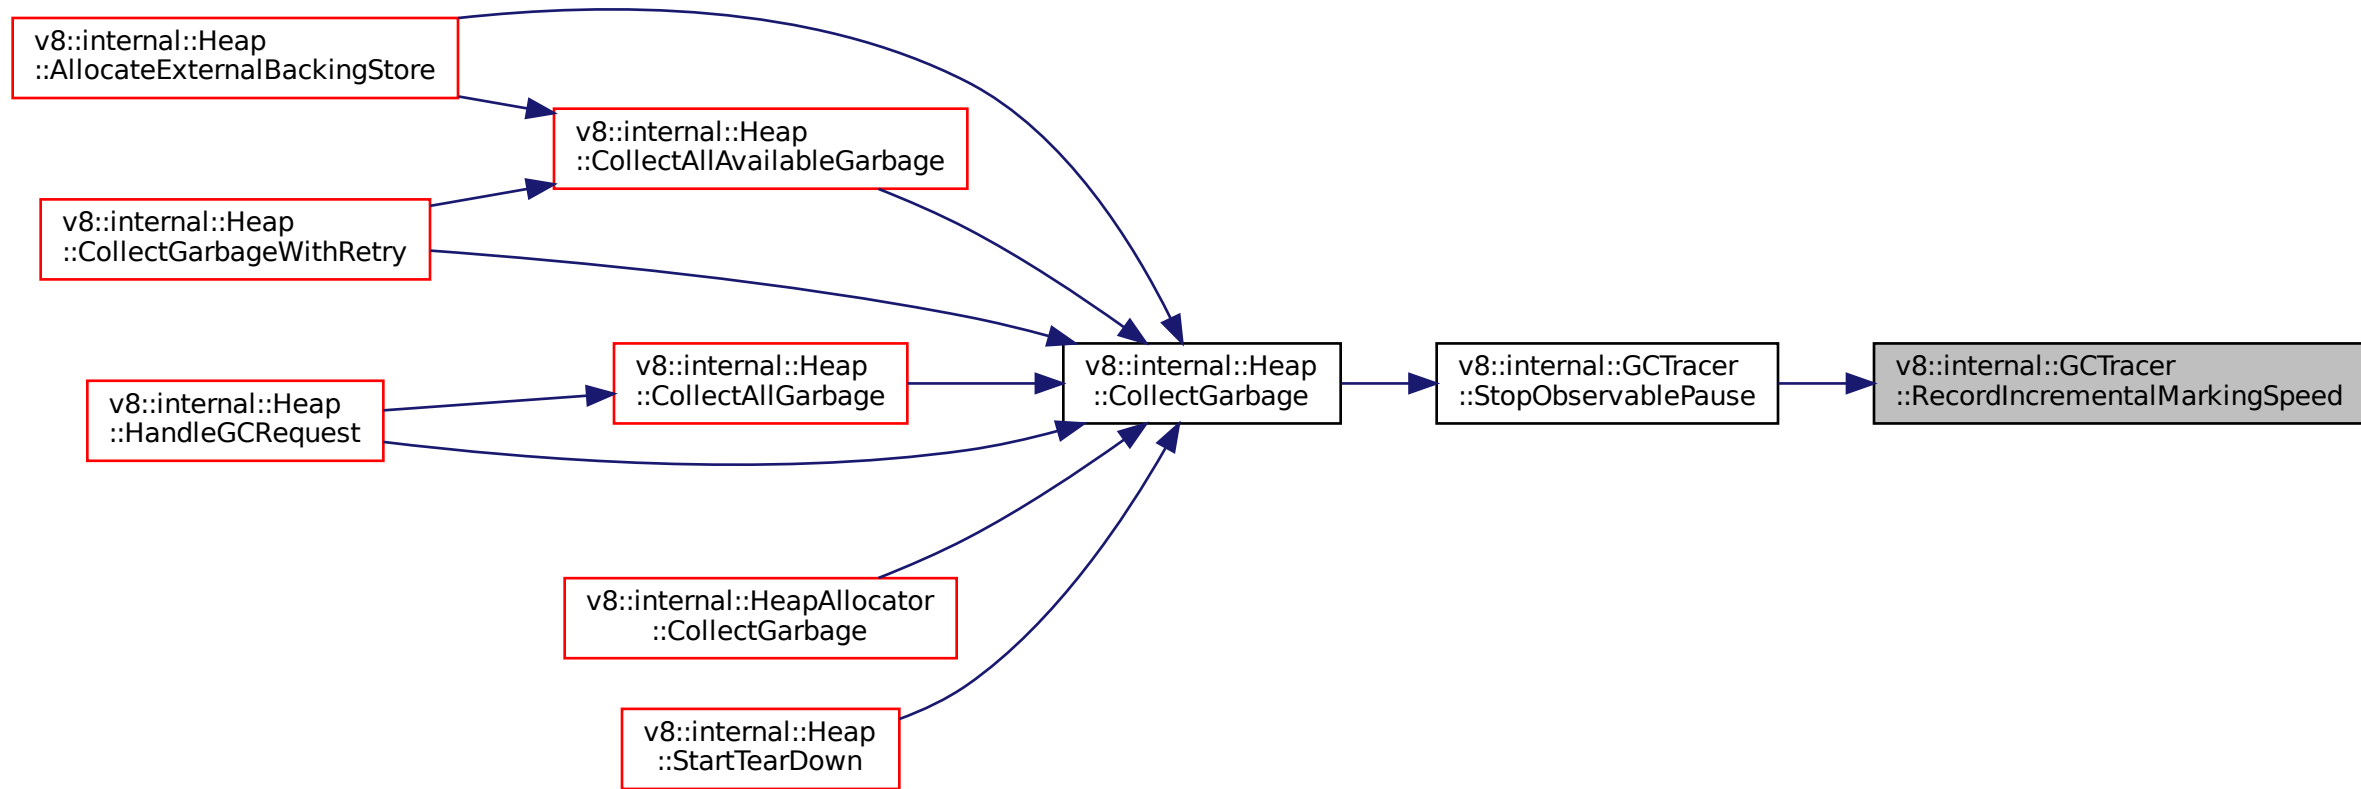 v8::internal::Heap
::AllocateExternalBackingStore
v8::internal::Heap
::CollectAllAvailableGarbage
v8::internal::Heap
::CollectGarbageWithRetry
v8::internal::Heap
::CollectAllGarbage
v8::internal::Heap
::HandleGCRequest
v8::internal::Heap
::CollectGarbage
v8::internal::GCTracer
::StopObservablePause
v8::internal::GCTracer
::RecordIncrementalMarkingSpeed
v8::internal::HeapAllocator
::CollectGarbage
v8::internal::Heap
::StartTearDown